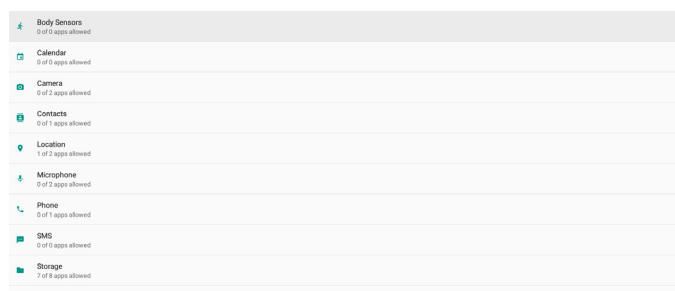 Body Sensors
0 of 0 apps allowed
Calendar
0 of 0 apps allowed
Camera
0 of 2 apps allowed
Contacts
0 of 1 apps allowed
Location
1 of 2 apps allowed
Microphone
0 of 2 apps allowed
Phone
0 of 1 apps allowed
SMS
0 of 0 apps allowed
Storage
7 of 8 apps allowed